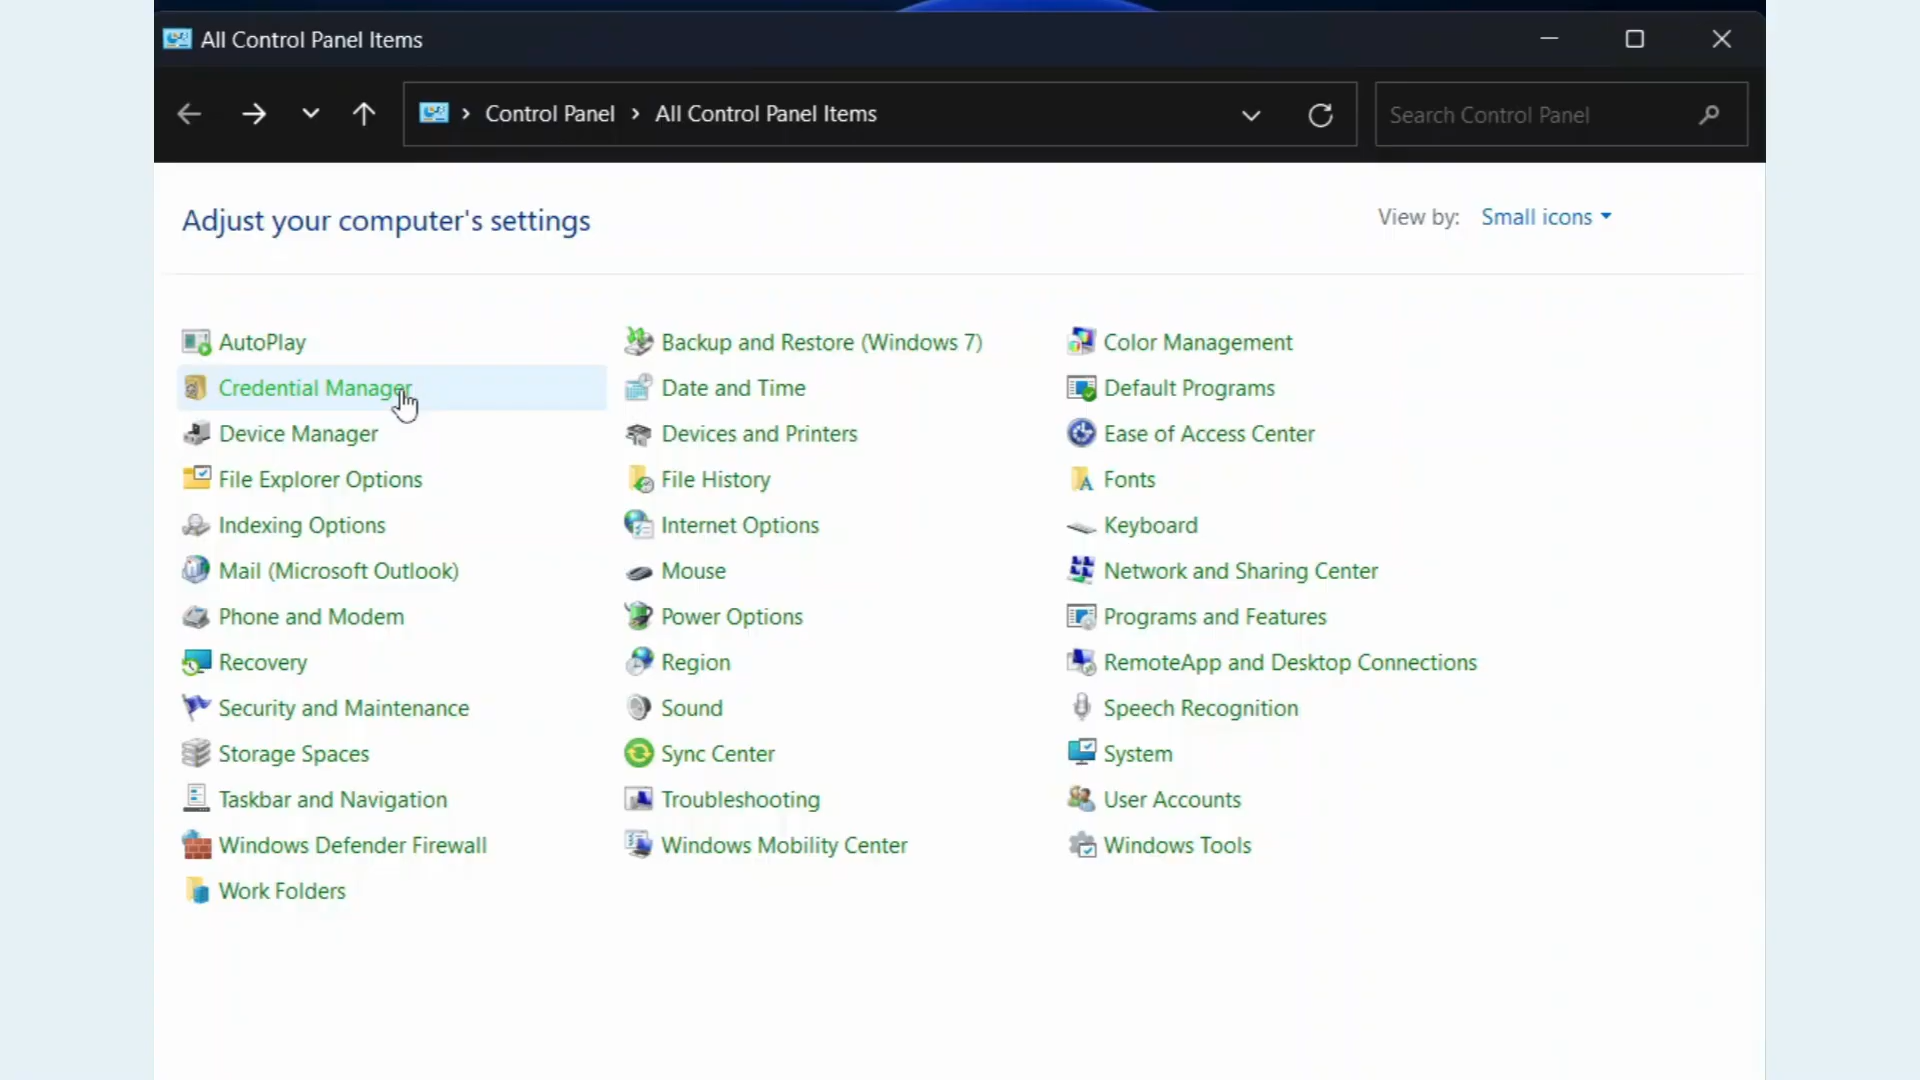 All Control Panel Items
Control Panel > All Control Panel Items
Search Control Panel
Adjust your computer's settings
View by: Small icons
AutoPlay
Backup and Restore (Windows 7)
Color Management
Credential Manager
Date and Time
Default Programs
Device Manager
Devices and Printers
Ease of Access Center
File Explorer Options
File History
Fonts
Indexing Options
Internet Options
Keyboard
Mail (Microsoft Outlook)
Mouse
Network and Sharing Center
Phone and Modem
Power Options
Programs and Features
Recovery
Region
RemoteApp and Desktop Connections
Security and Maintenance
Sound
Speech Recognition
Storage Spaces
Sync Center
System
Taskbar and Navigation
Troubleshooting
User Accounts
Windows Defender Firewall
Windows Mobility Center
Windows Tools
Work Folders